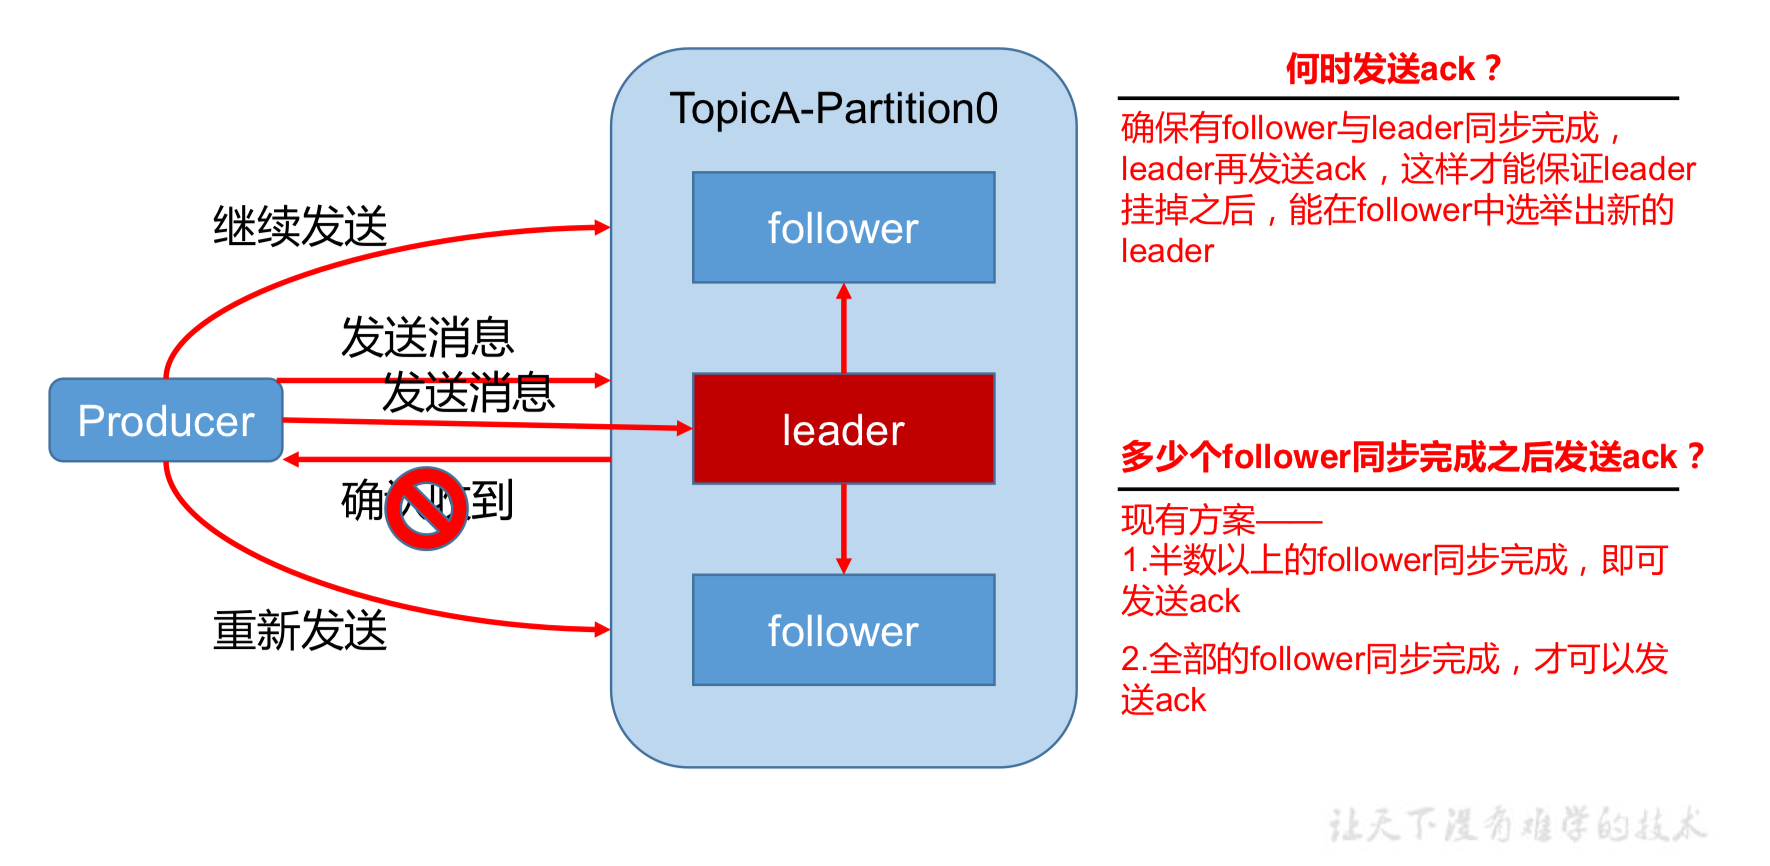 TopicA-Partition0
继续发送
发送消息
发送消息
Producer
确认收到
重新发送
follower
leader
follower
何时发送ack？
确保有follower与leader同步完成，
leader再发送ack，这样才能保证leader
挂掉之后，能在follower中选举出新的
leader
多少个follower同步完成之后发送ack？
现有方案——
1.半数以上的follower同步完成，即可
发送ack
2.全部的follower同步完成，才可以发
送ack
让天下没有难学的技术